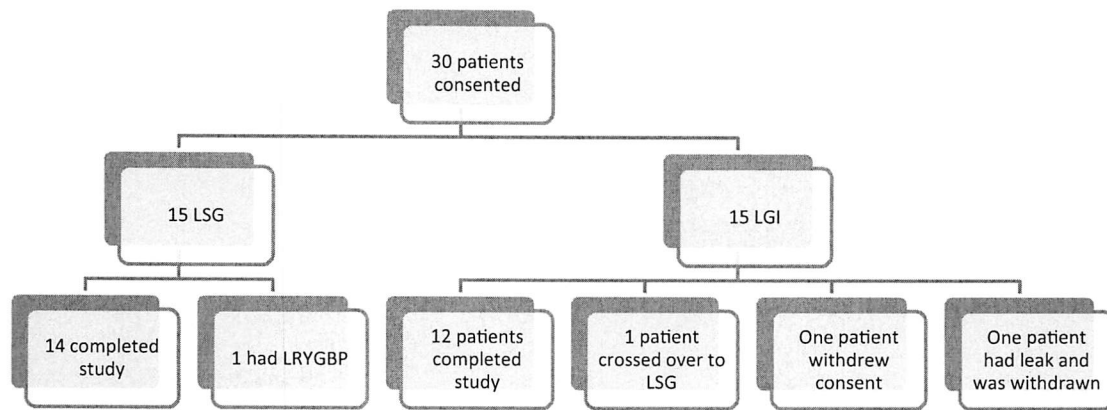 30 patients
consented
15 LSG
15 LGI
14 completed
study
1 had LRYGBP
12 patients
completed
study
1 patient
crossed over to
LSG
One patient
withdrew
consent
One patient
had leak and
was withdrawn